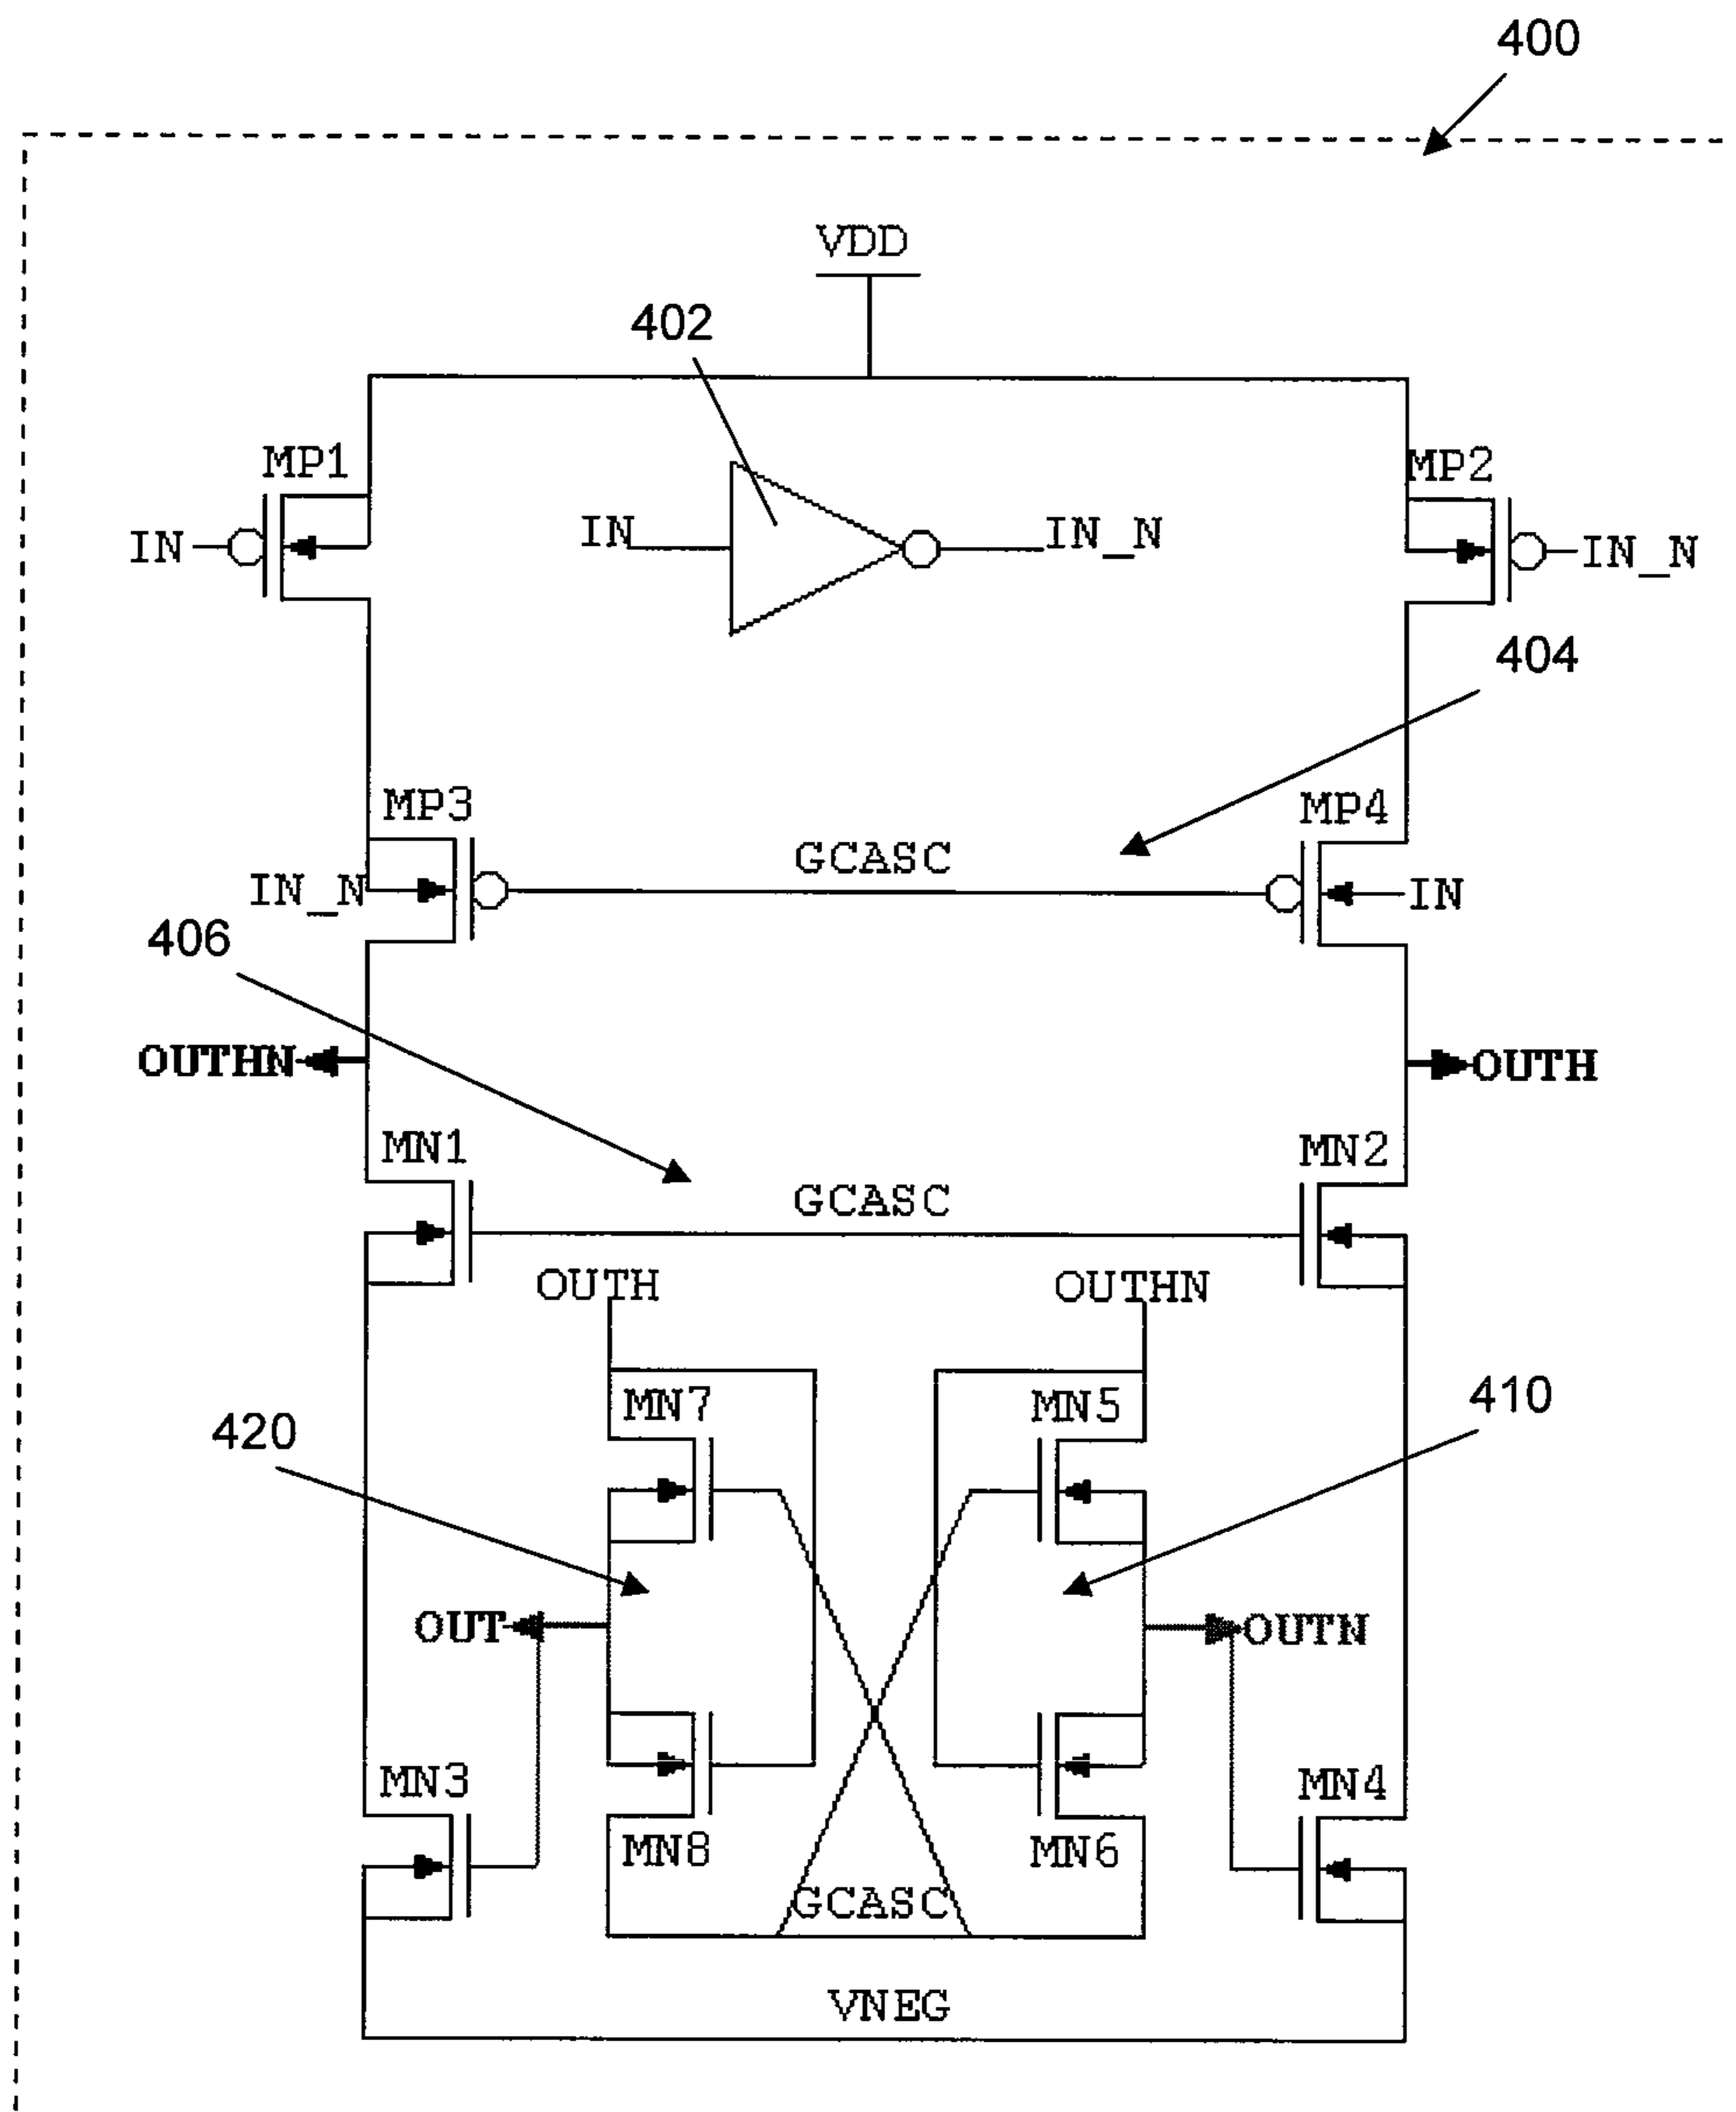 400
VDD
402
MP1
MP2
IN
IN
IN_N
IN_N
404
MP3
MP4
GCASC
IN_N
IN
406
OUTHN
OUTH
MN1
MN2
GCASC
OUTH
OUTHN
MN7
MN5
410
420
OUT
OUTN
MN3
MN4
MN8
MN6
GCASC
VNEG